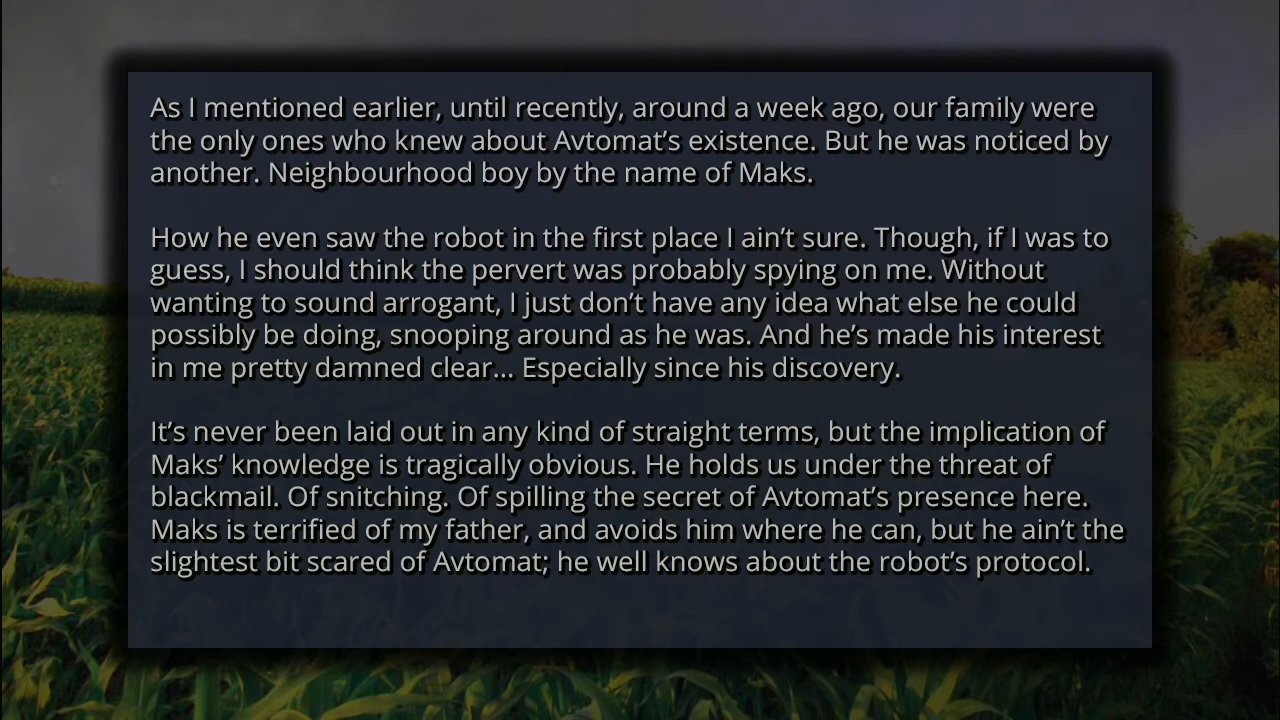 As I mentioned earlier, until recently, around a week ago, our family were
the only ones who knew about Avtomat’s existence. But he was noticed by
another. Neighbourhood boy by the name of Maks.
How he even saw the robot in the first place I ain’t sure. Though, if I was to
guess, I should think the pervert was probably spying on me. Without
wanting to sound arrogant, I just don’t have any idea what else he could
possibly be doing, snooping around as he was. And he’s made his interest
in me pretty damned clear... Especially since his discovery.
It’s never been laid out in any kind of straight terms, but the implication of
Maks’ knowledge is tragically obvious. He holds us under the threat of
blackmail. Of snitching. Of spilling the secret of Avtomat’s presence here.
Maks is terrified of my father, and avoids him where he can, but he ain’t the
slightest bit scared of Avtomat; he well knows about the robot’s protocol.